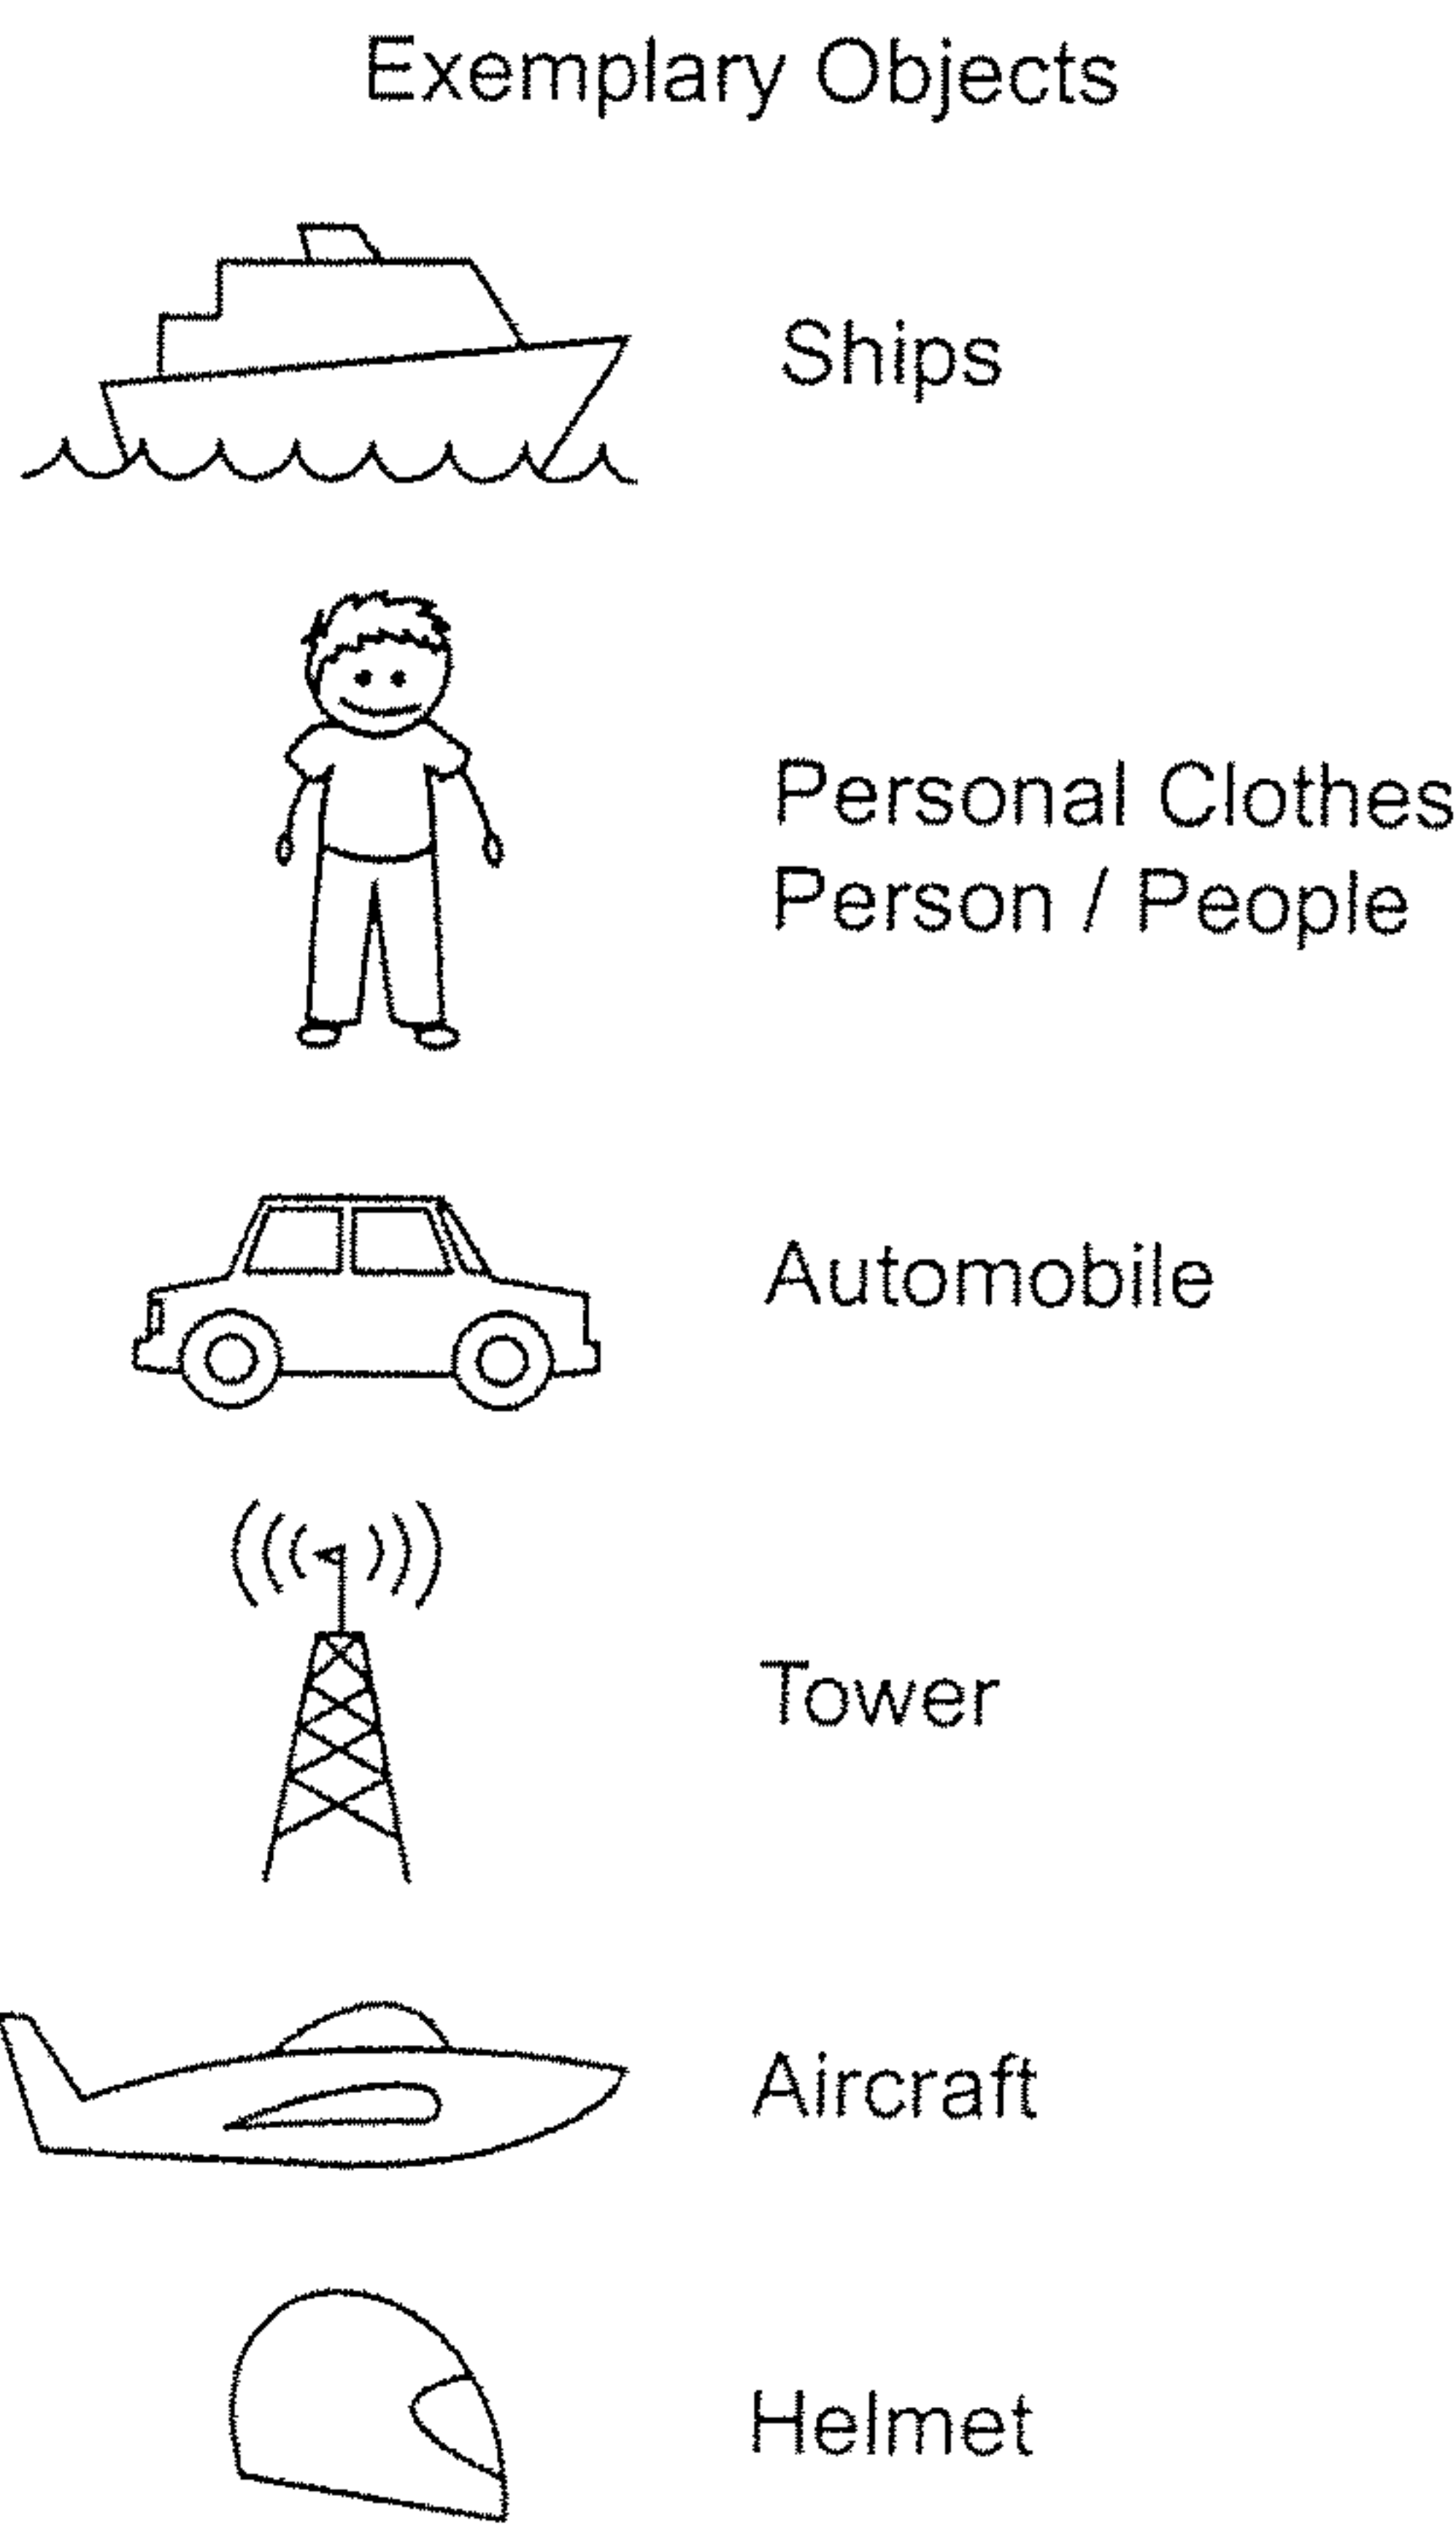 Exemplary Objects
Ships
Personal Clothes
Person / People
Automobile
Tower
Aircraft
Helmet